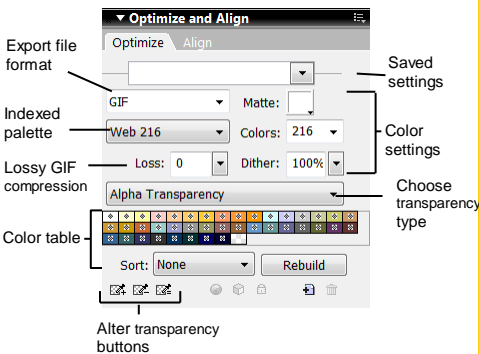 Optimize and Align
Optimize Align
Export file
format
Saved
settings
GIF Matte:
Indexed
palette
Web 216 Colors: 216
Color
settings
Lossy GIF
compression
Loss: 0 Dither: 100%
Alpha Transparency
Choose
transparency
type
Color table
Sort: None Rebuild
Alter transparency
buttons